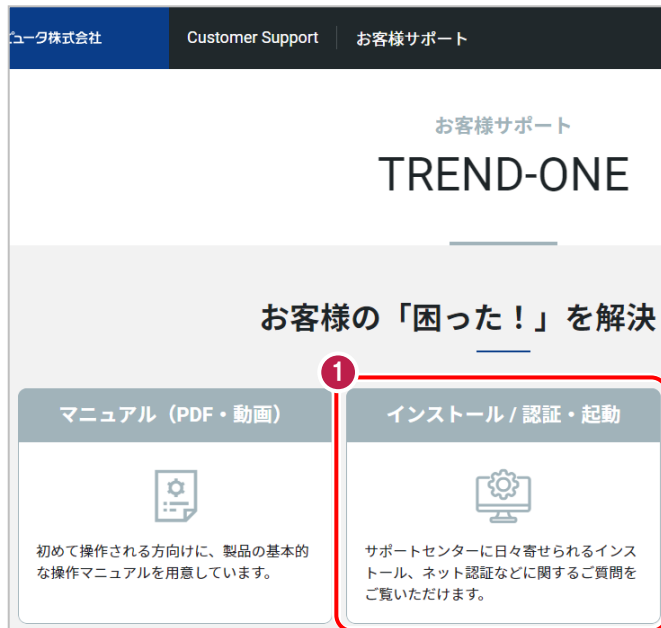 ピュータ株式会社
Customer Support
お客様サポート
お客様サポート
TREND-ONE
お客様の「困った！」を解決
1
マニュアル（PDF・動画）
初めて操作される方向けに、製品の基本的
な操作マニュアルを用意しています。
インストール / 認証・起動
サポートセンターに日々寄せられるインス
トール、ネット認証などに関するご質問を
ご覧いただけます。